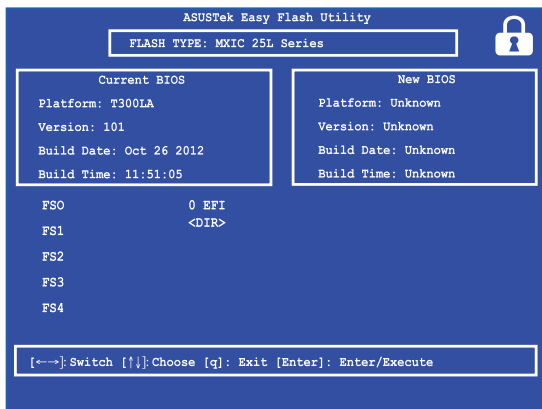 ASUSTek Easy Flash Utility
FLASH TYPE: MXIC 25L Series
Current BIOS
Platform: T300LA
Version: 101
Build Date: Oct 26 2012
Build Time: 11:51:05
New BIOS
Platform: Unknown
Version: Unknown
Build Date: Unknown
Build Time: Unknown
FSO
FS1
FS2
FS3
FS4
0 EFI
<DIR>
[←→]: Switch [↑↓]: Choose [q]: Exit [Enter]: Enter/Execute